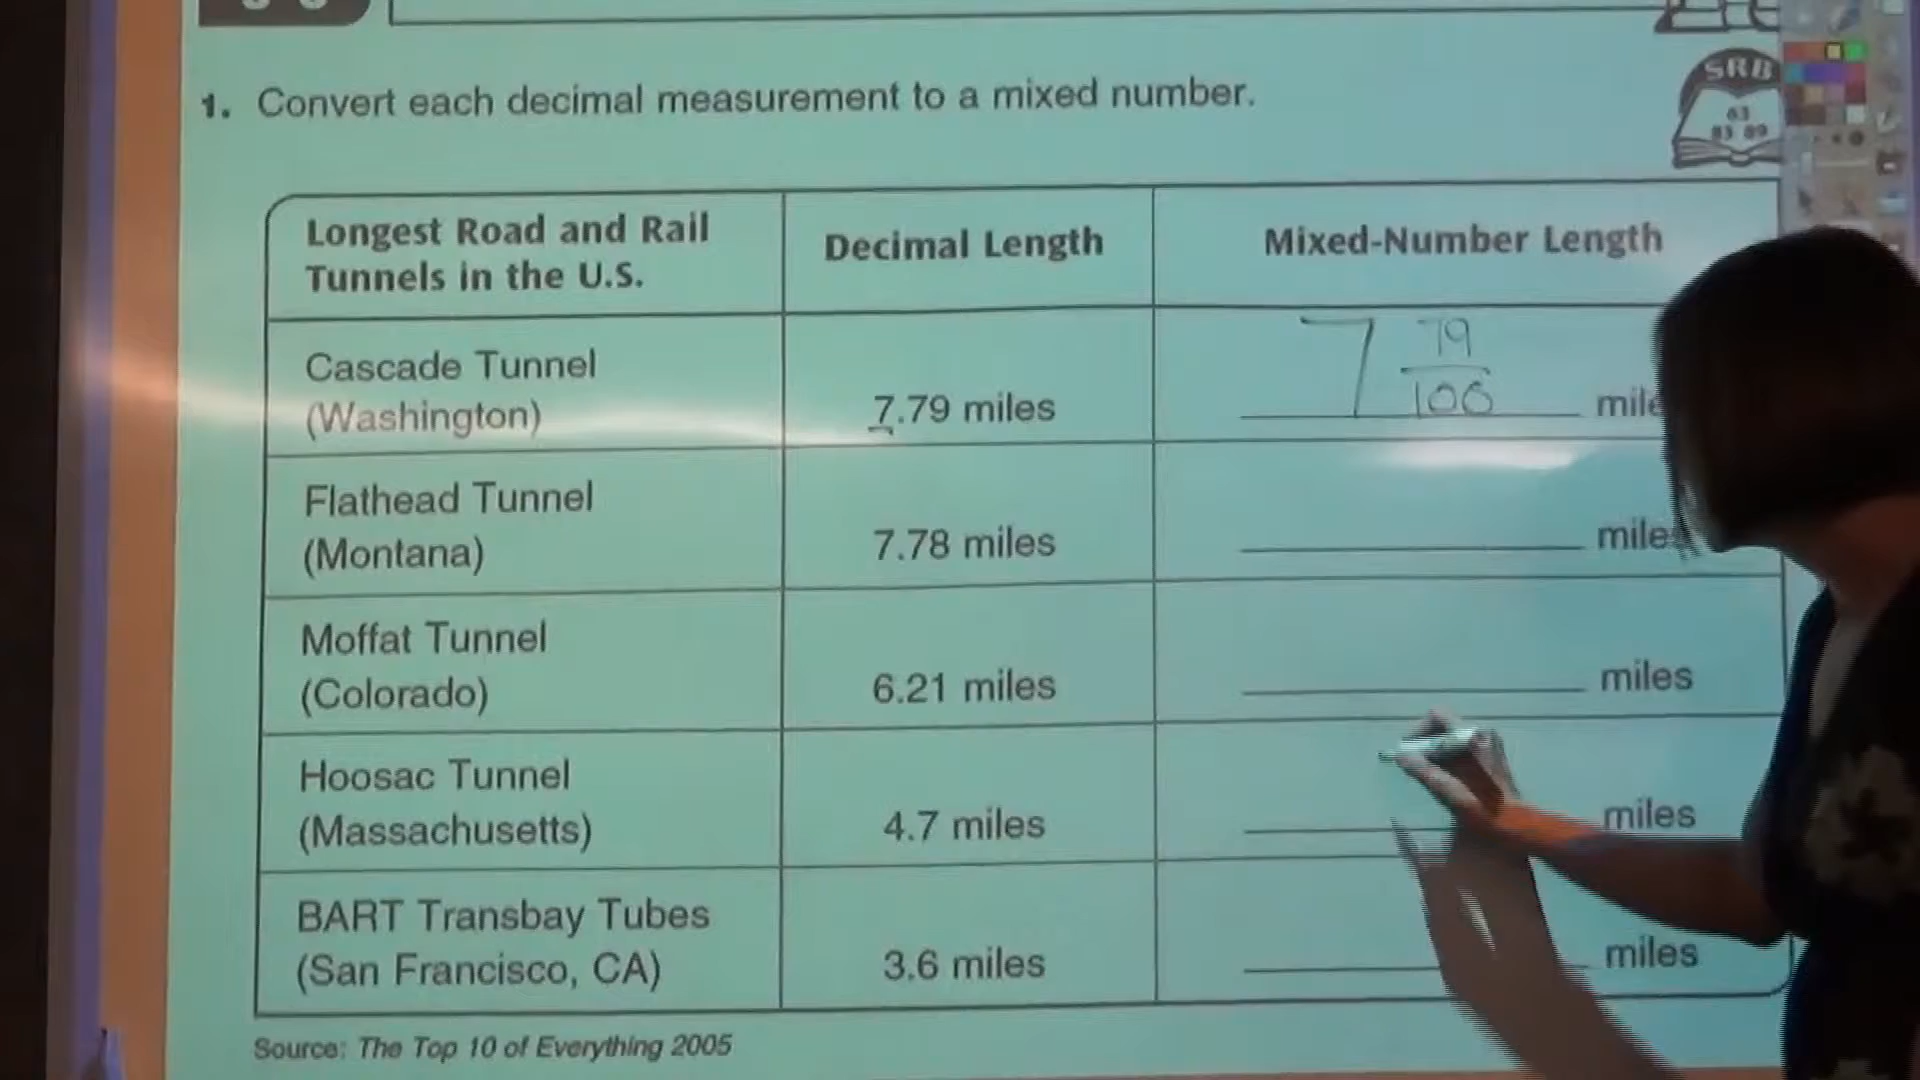 1. Convert each decimal measurement to a mixed number.
SRB
83 89
Longest Road and Rail
Tunnels in the U.S.
Decimal Length
Mixed-Number Length
Cascade Tunnel
(Washington)
7.79 miles
7 79/100
Flathead Tunnel
(Montana)
7.78 miles
Moffat Tunnel
(Colorado)
6.21 miles
miles
Hoosac Tunnel
(Massachusetts)
4.7 miles
miles
BART Transbay Tubes
(San Francisco, CA)
3.6 miles
miles
Source: The Top 10 of Everything 2005